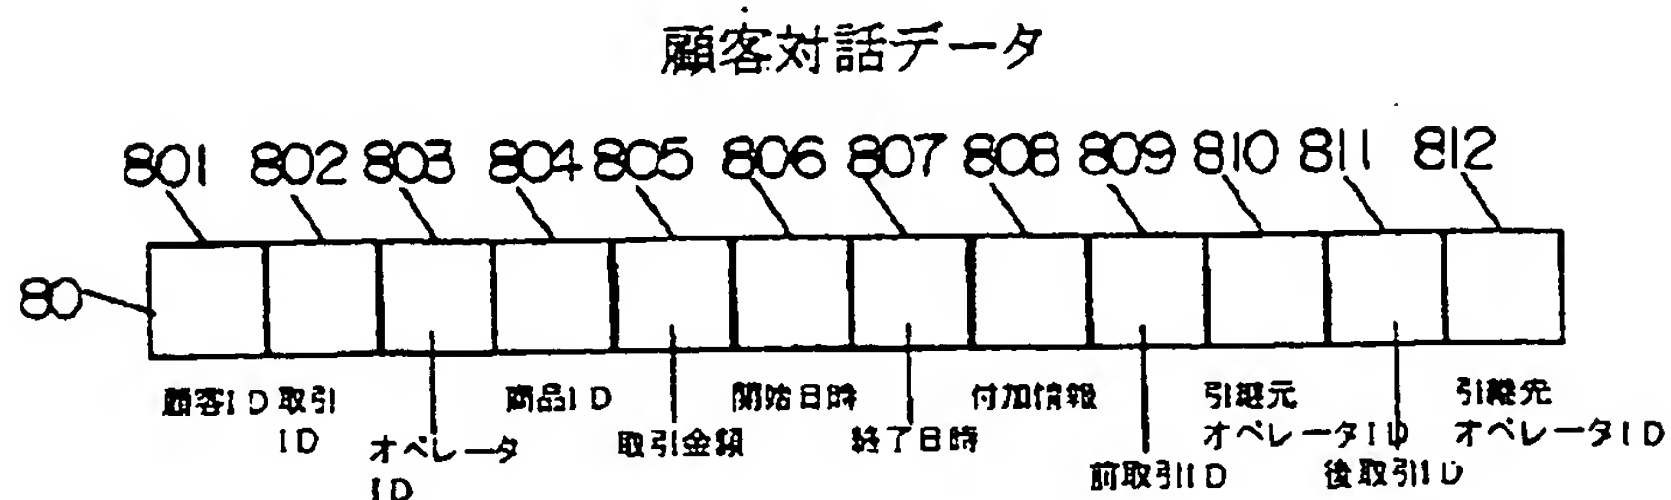 顧客対話データ
801 802 803 804 805 806 807 808 809 810 811 812
80
顧客ID 取引ID オペレータID 商品ID 取引金額 開始日時 終了日時 付加情報 前取引ID 引継元オペレータID 後取引ID 引継先オペレータID